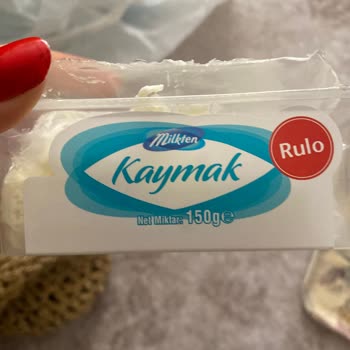 Milkten
Kaymak
Rulo
Net Miktar: 150g℮